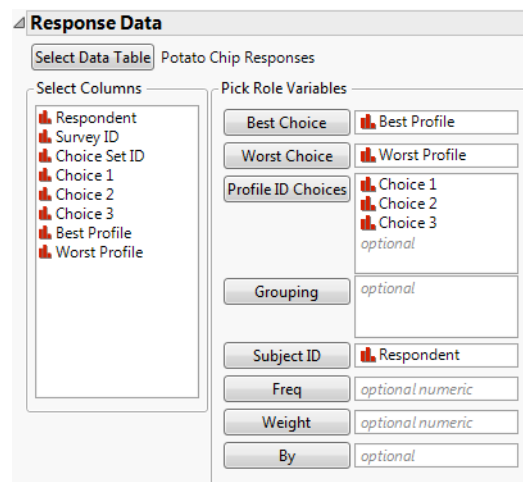 Response Data
Select Data Table Potato Chip Responses
Select Columns
Respondent
Survey ID
Choice Set ID
Choice 1
Choice 2
Choice 3
Best Profile
Worst Profile
Pick Role Variables
Best Choice Best Profile
Worst Choice Worst Profile
Profile ID Choices Choice 1
Choice 2
Choice 3
optional
Grouping optional
Subject ID Respondent
Freq optional numeric
Weight optional numeric
By optional